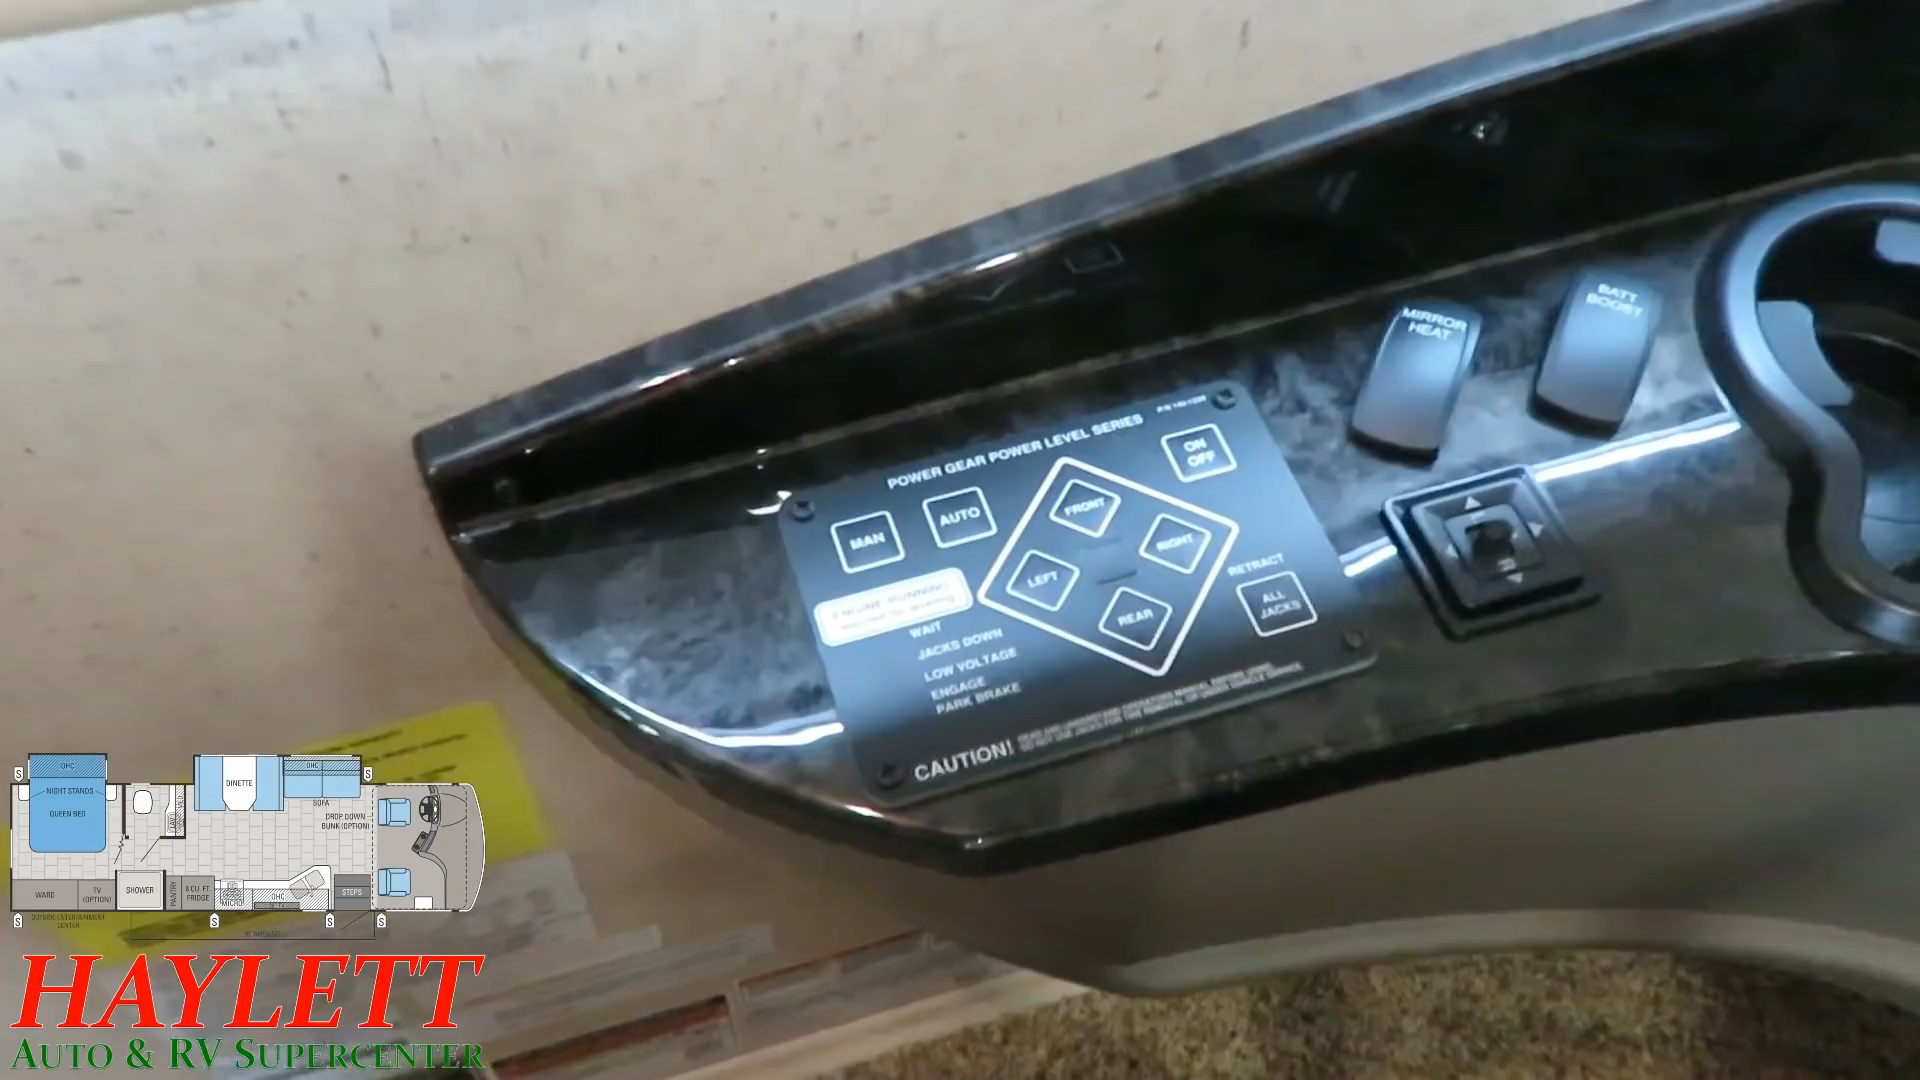 MIRROR
HEAT
BATT
BOOST
POWER GEAR POWER LEVEL SERIES
ON
OFF
MAN
AUTO
FRONT
RIGHT
LEFT
REAR
ENGINE RUNNING
WAIT
JACKS DOWN
LOW VOLTAGE
ENGAGE
PARK BRAKE
RETRACT
ALL
JACKS
CAUTION!
OHC
NIGHT STANDS
QUEEN BED
DINETTE
OHC
SOFA
DROP DOWN
BUNK (OPTION)
WARD
TV
(OPTION)
SHOWER
PANTRY
8 CU. FT.
FRIDGE
MICRO
OHC
STEPS
OUTSIDE ENTERTAINMENT
CENTER
S
S
S
S
S
S
HAYLETT
AUTO & RV SUPERCENTER